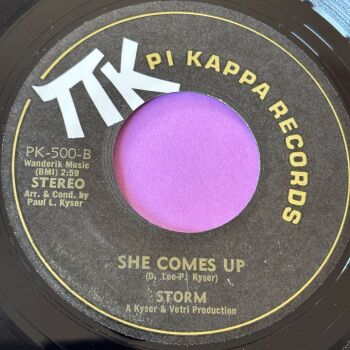 ΠK
PI KAPPA RECORDS
PK-500-B
Wanderik Music
(BMI) 2:59
STEREO
Arr. & Cond. by
Paul L. Kyser
SHE COMES UP
(D. Lee-P. Kyser)
STORM
A Kyser & Vetri Production